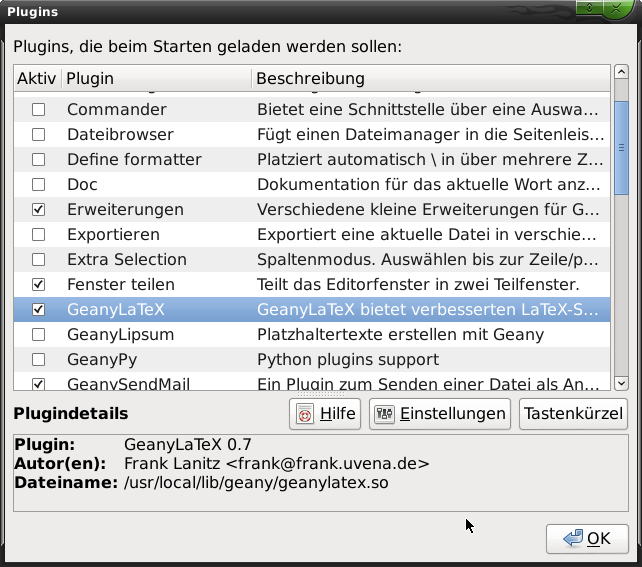 Plugins
Plugins, die beim Starten geladen werden sollen:
Aktiv Plugin Beschreibung
Commander Bietet eine Schnittstelle über eine Auswa...
Dateibrowser Fügt einen Dateimanager in die Seitenleis...
Define formatter Platziert automatisch \ in über mehrere Z...
Doc Dokumentation für das aktuelle Wort anz...
Erweiterungen Verschiedene kleine Erweiterungen für G...
Exportieren Exportiert eine aktuelle Datei in verschie...
Extra Selection Spaltenmodus. Auswählen bis zur Zeile/p...
Fenster teilen Teilt das Editorfenster in zwei Teilfenster.
GeanyLaTeX GeanyLaTeX bietet verbesserten LaTeX-S...
GeanyLipsum Platzhaltertexte erstellen mit Geany
GeanyPy Python plugins support
GeanySendMail Ein Plugin zum Senden einer Datei als An...
Plugindetails Hilfe Einstellungen Tastenkürzel
Plugin: GeanyLaTeX 0.7
Autor(en): Frank Lanitz <frank@frank.uvena.de>
Dateiname: /usr/local/lib/geany/geanylatex.so
OK